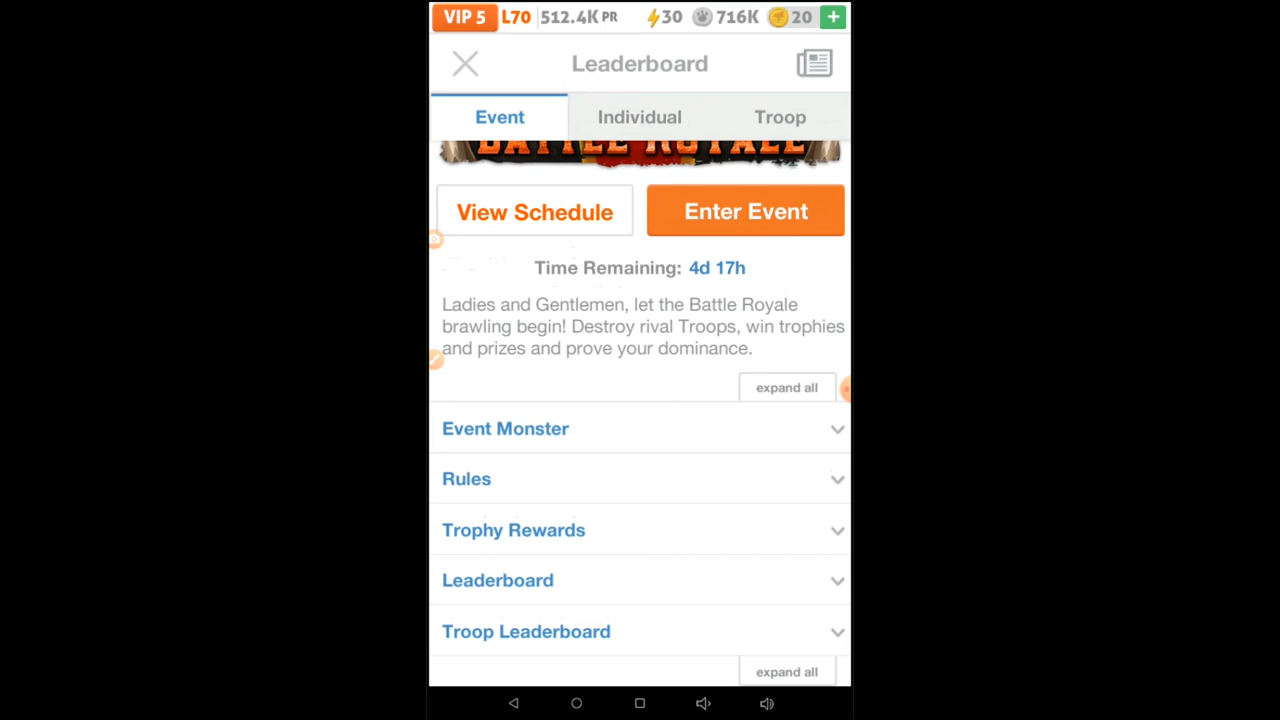 VIP 5 L70 512.4K PR 30 716K 20 +
Leaderboard
Event Individual Troop
BATTLE ROYALE
View Schedule Enter Event
Time Remaining: 4d 17h
Ladies and Gentlemen, let the Battle Royale
brawling begin! Destroy rival Troops, win trophies
and prizes and prove your dominance.
expand all
Event Monster
Rules
Trophy Rewards
Leaderboard
Troop Leaderboard
expand all